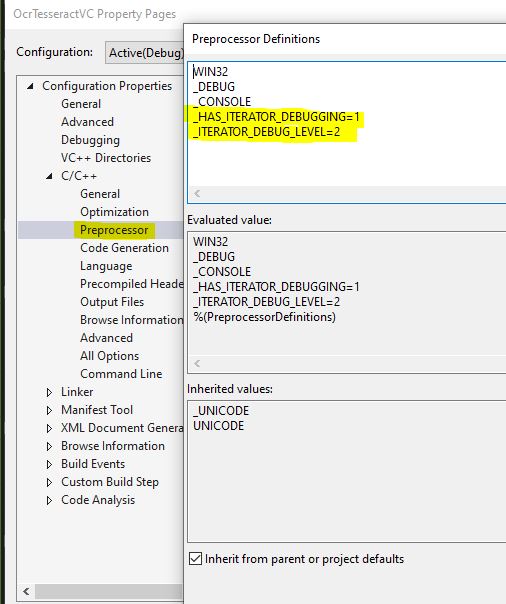 OcrTesseractVC Property Pages
Configuration:
Active(Debug)
Configuration Properties
General
Advanced
Debugging
VC++ Directories
C/C++
General
Optimization
Preprocessor
Code Generation
Language
Precompiled Heade
Output Files
Browse Information
Advanced
All Options
Command Line
Linker
Manifest Tool
XML Document Genera
Browse Information
Build Events
Custom Build Step
Code Analysis
Preprocessor Definitions
WIN32
_DEBUG
_CONSOLE
_HAS_ITERATOR_DEBUGGING=1
_ITERATOR_DEBUG_LEVEL=2
Evaluated value:
WIN32
_DEBUG
_CONSOLE
_HAS_ITERATOR_DEBUGGING=1
_ITERATOR_DEBUG_LEVEL=2
%(PreprocessorDefinitions)
Inherited values:
_UNICODE
UNICODE
Inherit from parent or project defaults